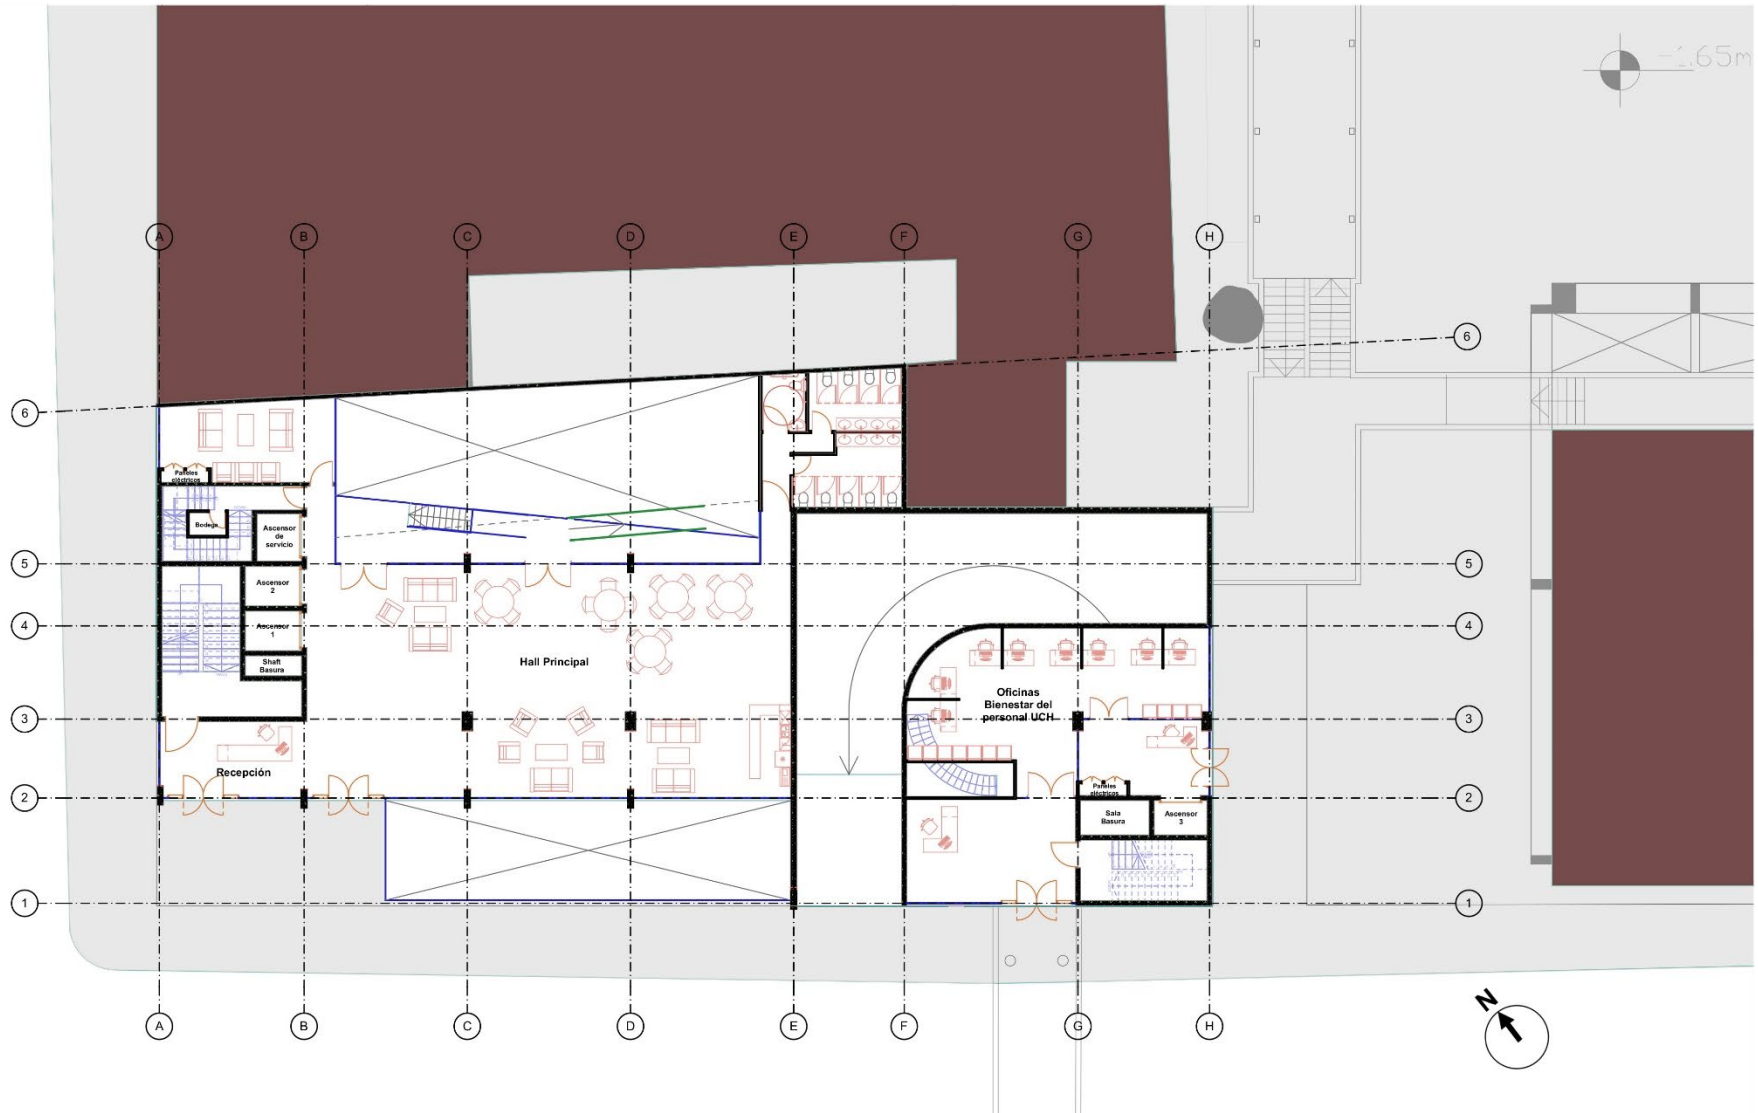 -1.65m
A
B
C
D
E
F
G
H
6
6
Paneles
eléctricos
Bodega
Ascensor
de
servicio
5
5
Ascensor
2
4
Ascensor
1
4
Hall Principal
Shaft
Basura
Oficinas
Bienestar del
personal UCH
3
3
Recepción
Paneles
eléctricos
2
2
Sala
Basura
Ascensor
3
1
1
N
A
B
C
D
E
F
G
H